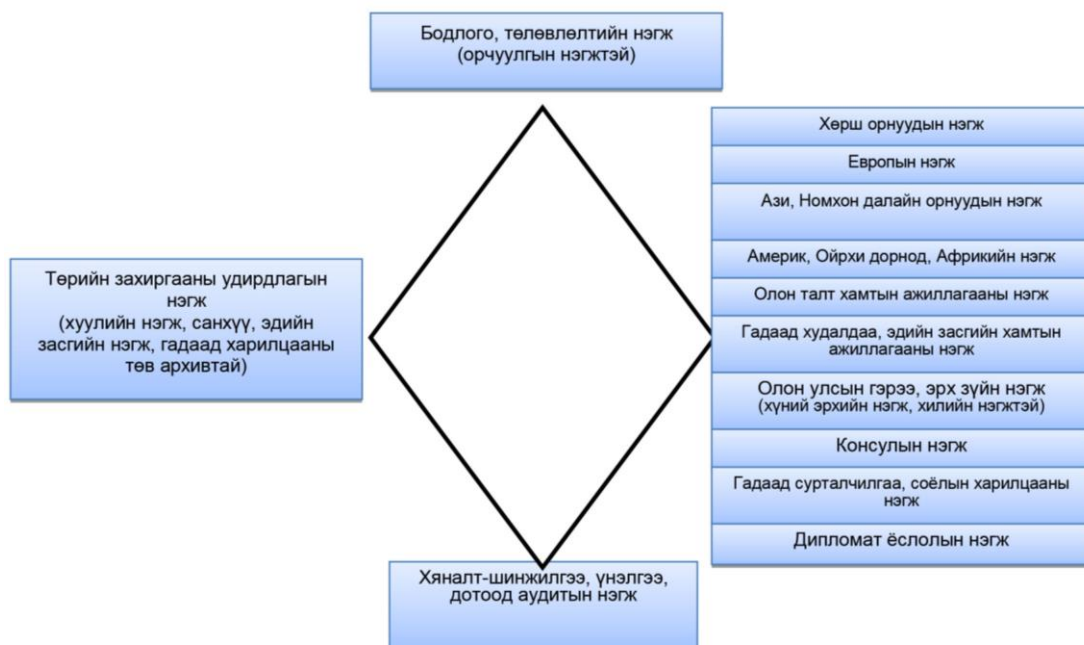 Бодлого, төлөвлөлтийн нэгж
(орчуулгын нэгжтэй)
Төрийн захиргааны удирдлагын
нэгж
(хуулийн нэгж, санхүү, эдийн
засгийн нэгж, гадаад харилцааны
төв архивтай)
Хөрш орнуудын нэгж
Европын нэгж
Ази, Номхон далайн орнуудын нэгж
Америк, Ойрхи дорнод, Африкийн нэгж
Олон талт хамтын ажиллагааны нэгж
Гадаад худалдаа, эдийн засгийн хамтын
ажиллагааны нэгж
Олон улсын гэрээ, эрх зүйн нэгж
(хүний эрхийн нэгж, хилийн нэгжтэй)
Консулын нэгж
Гадаад сурталчилгаа, соёлын харилцааны
нэгж
Дипломат ёслолын нэгж
Хяналт-шинжилгээ, үнэлгээ,
дотоод аудитын нэгж